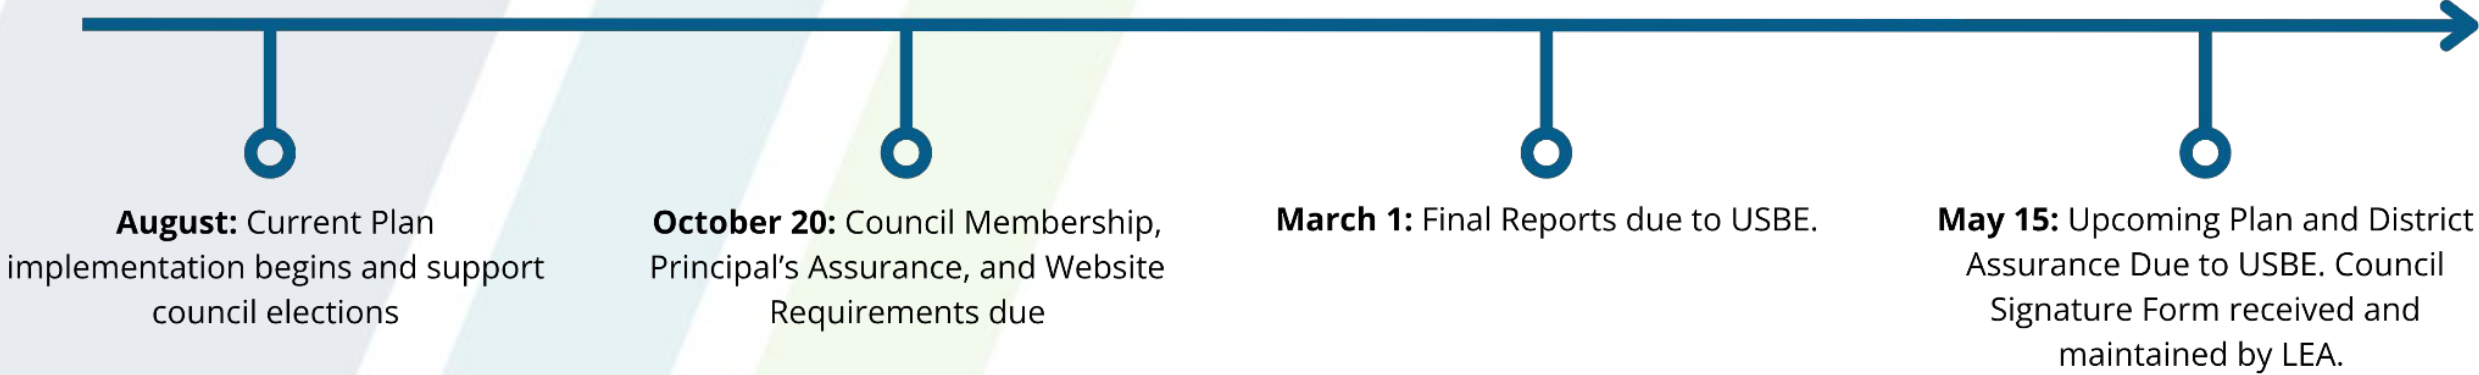 August: Current Plan
implementation begins and support
council elections
October 20: Council Membership,
Principal's Assurance, and Website
Requirements due
March 1: Final Reports due to USBE.
May 15: Upcoming Plan and District
Assurance Due to USBE. Council
Signature Form received and
maintained by LEA.